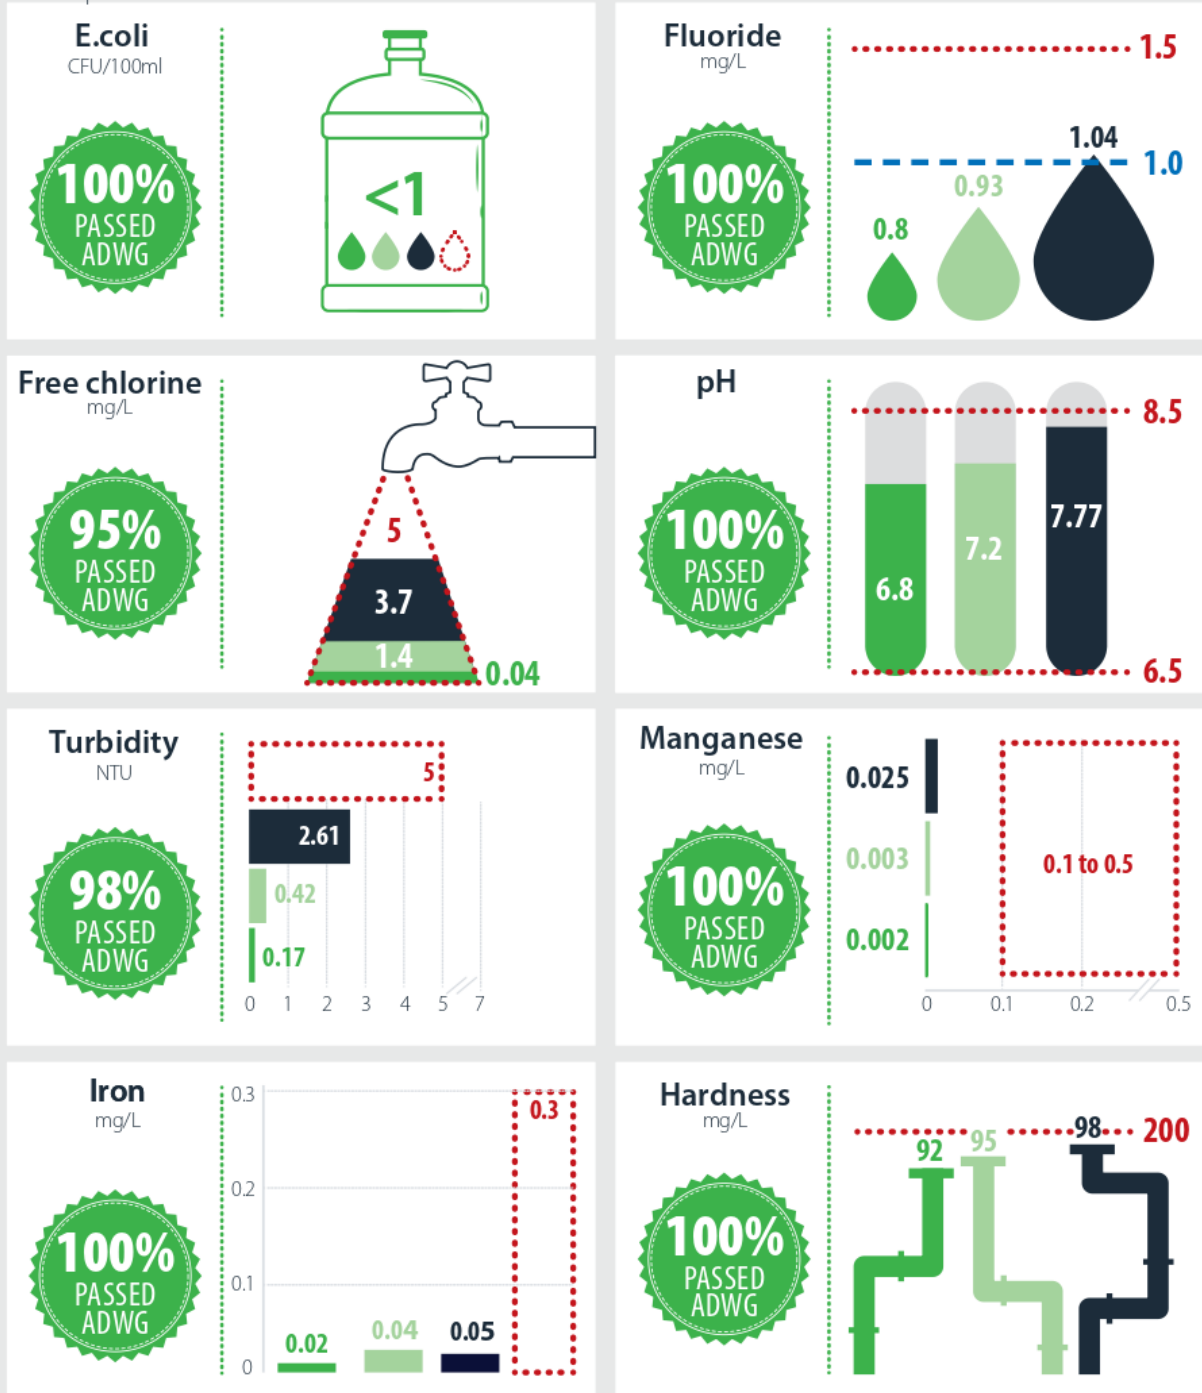 E.coli
CFU/100ml
100%
PASSED
ADWG
<1
Fluoride
mg/L
100%
PASSED
ADWG
1.5
1.04
1.0
0.93
0.8
Free chlorine
mg/L
95%
PASSED
ADWG
5
3.7
1.4
0.04
pH
100%
PASSED
ADWG
8.5
7.77
7.2
6.8
6.5
Turbidity
NTU
98%
PASSED
ADWG
5
2.61
0.42
0.17
0 1 2 3 4 5 7
Manganese
mg/L
100%
PASSED
ADWG
0.025
0.003
0.002
0.1 to 0.5
0 0.1 0.2 0.5
Iron
mg/L
100%
PASSED
ADWG
0.3
0.2
0.1
0
0.02
0.04
0.05
0.3
Hardness
mg/L
100%
PASSED
ADWG
92
95
98
200